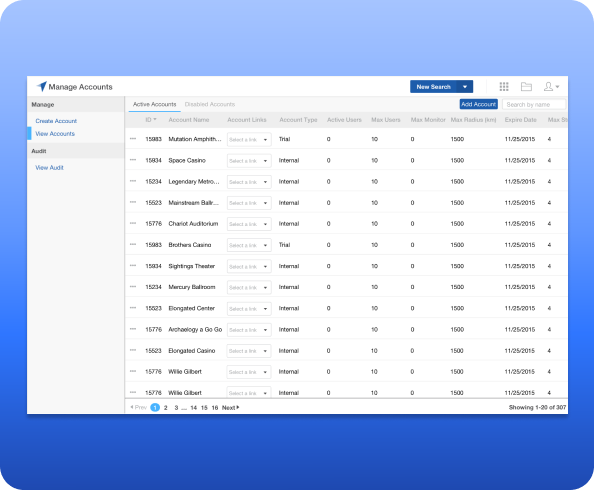 Manage Accounts New Search
Manage
Create Account
View Accounts
Audit
View Audit
Active Accounts Disabled Accounts Add Account Search by name
ID Account Name Account Links Account Type Active Users Max Users Max Monitor Max Radius (km) Expire Date Max St
15983 Mutation Amphith... Select a link Trial 0 10 0 1500 11/25/2015 4
15934 Space Casino Select a link Internal 0 10 0 1500 11/25/2015 4
15234 Legendary Metro... Select a link Internal 0 10 0 1500 11/25/2015 4
15523 Mainstream Ballr... Select a link Internal 0 10 0 1500 11/25/2015 4
15776 Chariot Auditorium Select a link Internal 0 10 0 1500 11/25/2015 4
15983 Brothers Casino Select a link Trial 0 10 0 1500 11/25/2015 4
15934 Sightings Theater Select a link Internal 0 10 0 1500 11/25/2015 4
15234 Mercury Ballroom Select a link Internal 0 10 0 1500 11/25/2015 4
15523 Elongated Center Select a link Internal 0 10 0 1500 11/25/2015 4
15776 Archaelogy a Go Go Select a link Internal 0 10 0 1500 11/25/2015 4
15523 Elongated Casino Select a link Internal 0 10 0 1500 11/25/2015 4
15776 Willie Gilbert Select a link Internal 0 10 0 1500 11/25/2015 4
15776 Willie Gilbert Select a link Internal 0 10 0 1500 11/25/2015 4
Prev 1 2 3 .... 14 15 16 Next Showing 1-20 of 307